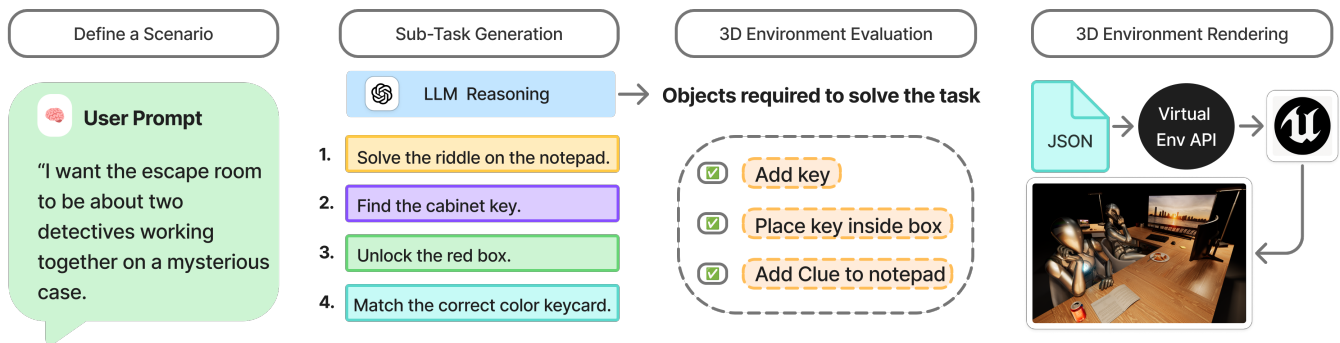 Define a Scenario
Sub-Task Generation
3D Environment Evaluation
3D Environment Rendering
User Prompt
“I want the escape room
to be about two
detectives working
together on a mysterious
case.
LLM Reasoning
1. Solve the riddle on the notepad.
2. Find the cabinet key.
3. Unlock the red box.
4. Match the correct color keycard.
Objects required to solve the task
Add key
Place key inside box
Add Clue to notepad
JSON
Virtual
Env API